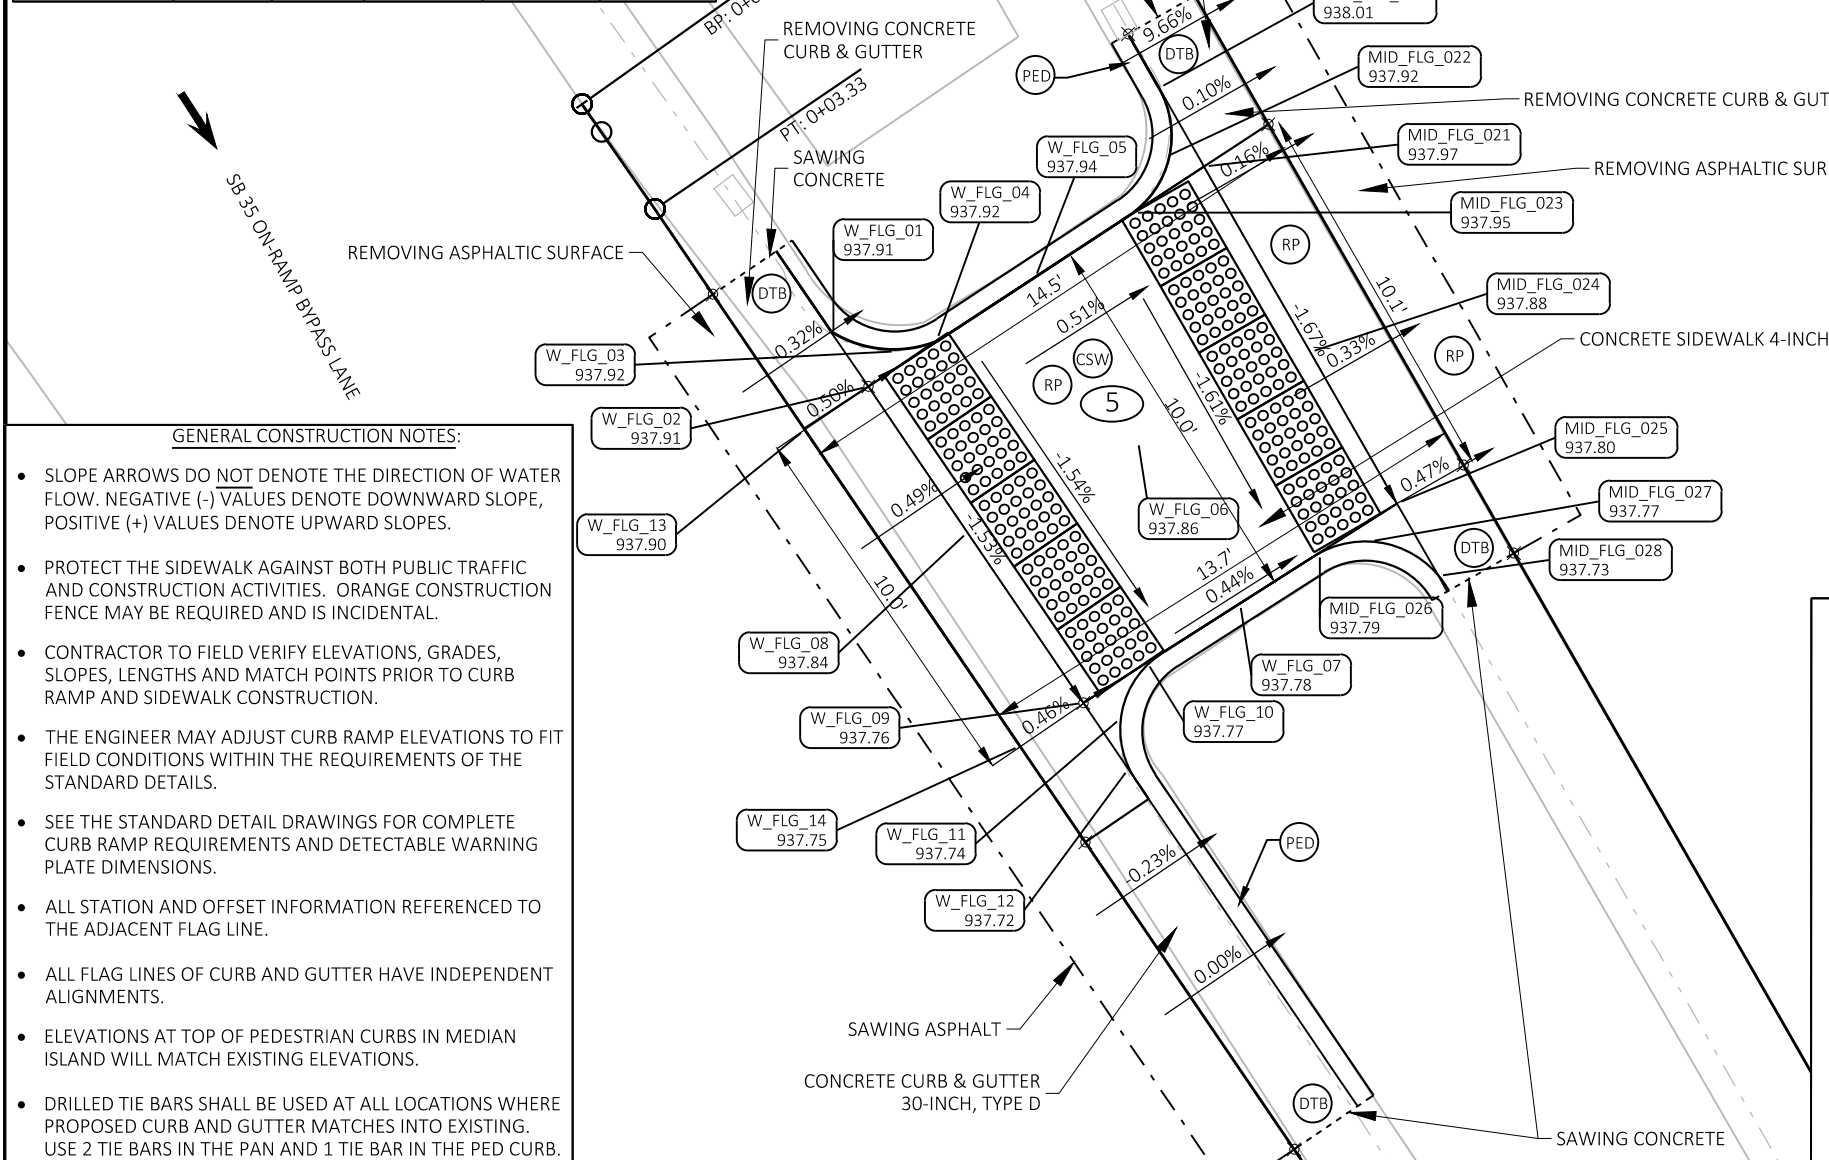 REMOVING CONCRETE
CURB & GUTTER
PT: 0+03.33
SAWING
CONCRETE
SB 35 ON-RAMP BYPASS LANE
REMOVING ASPHALTIC SURFACE
938.01
9.66%
DTB
PED
MID_FLG_022
937.92
0.10%
REMOVING CONCRETE CURB & GUT
MID_FLG_021
937.97
0.16%
W_FLG_05
937.94
REMOVING ASPHALTIC SUR
W_FLG_04
937.92
MID_FLG_023
937.95
W_FLG_01
937.91
RP
DTB
14.5'
10.1'
MID_FLG_024
937.88
0.51%
-1.67%
0.32%
0.33%
CONCRETE SIDEWALK 4-INCH
W_FLG_03
937.92
CSW
RP
RP
5
-1.61%
10.0'
0.50%
W_FLG_02
937.91
MID_FLG_025
937.80
0.47%
-1.54%
0.49%
MID_FLG_027
937.77
W_FLG_06
937.86
W_FLG_13
937.90
-1.53%
DTB
MID_FLG_028
937.73
13.7'
0.44%
10.0'
MID_FLG_026
937.79
W_FLG_08
937.84
W_FLG_07
937.78
W_FLG_09
937.76
0.46%
W_FLG_10
937.77
W_FLG_14
937.75
W_FLG_11
937.74
PED
-0.23%
W_FLG_12
937.72
0.00%
SAWING ASPHALT
CONCRETE CURB & GUTTER
30-INCH, TYPE D
DTB
SAWING CONCRETE
GENERAL CONSTRUCTION NOTES:
• SLOPE ARROWS DO NOT DENOTE THE DIRECTION OF WATER
FLOW. NEGATIVE (-) VALUES DENOTE DOWNWARD SLOPE,
POSITIVE (+) VALUES DENOTE UPWARD SLOPES.
• PROTECT THE SIDEWALK AGAINST BOTH PUBLIC TRAFFIC
AND CONSTRUCTION ACTIVITIES. ORANGE CONSTRUCTION
FENCE MAY BE REQUIRED AND IS INCIDENTAL.
• CONTRACTOR TO FIELD VERIFY ELEVATIONS, GRADES,
SLOPES, LENGTHS AND MATCH POINTS PRIOR TO CURB
RAMP AND SIDEWALK CONSTRUCTION.
• THE ENGINEER MAY ADJUST CURB RAMP ELEVATIONS TO FIT
FIELD CONDITIONS WITHIN THE REQUIREMENTS OF THE
STANDARD DETAILS.
• SEE THE STANDARD DETAIL DRAWINGS FOR COMPLETE
CURB RAMP REQUIREMENTS AND DETECTABLE WARNING
PLATE DIMENSIONS.
• ALL STATION AND OFFSET INFORMATION REFERENCED TO
THE ADJACENT FLAG LINE.
• ALL FLAG LINES OF CURB AND GUTTER HAVE INDEPENDENT
ALIGNMENTS.
• ELEVATIONS AT TOP OF PEDESTRIAN CURBS IN MEDIAN
ISLAND WILL MATCH EXISTING ELEVATIONS.
• DRILLED TIE BARS SHALL BE USED AT ALL LOCATIONS WHERE
PROPOSED CURB AND GUTTER MATCHES INTO EXISTING.
USE 2 TIE BARS IN THE PAN AND 1 TIE BAR IN THE PED CURB.